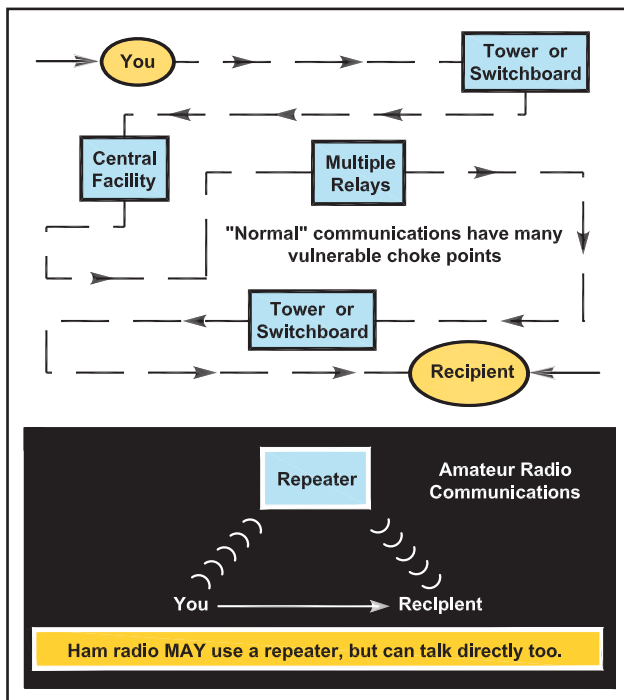 You
Tower or
Switchboard
Central
Facility
Multiple
Relays
"Normal" communications have many
vulnerable choke points
Tower or
Switchboard
Recipient
Repeater
Amateur Radio
Communications
You
Recipient
Ham radio MAY use a repeater, but can talk directly too.